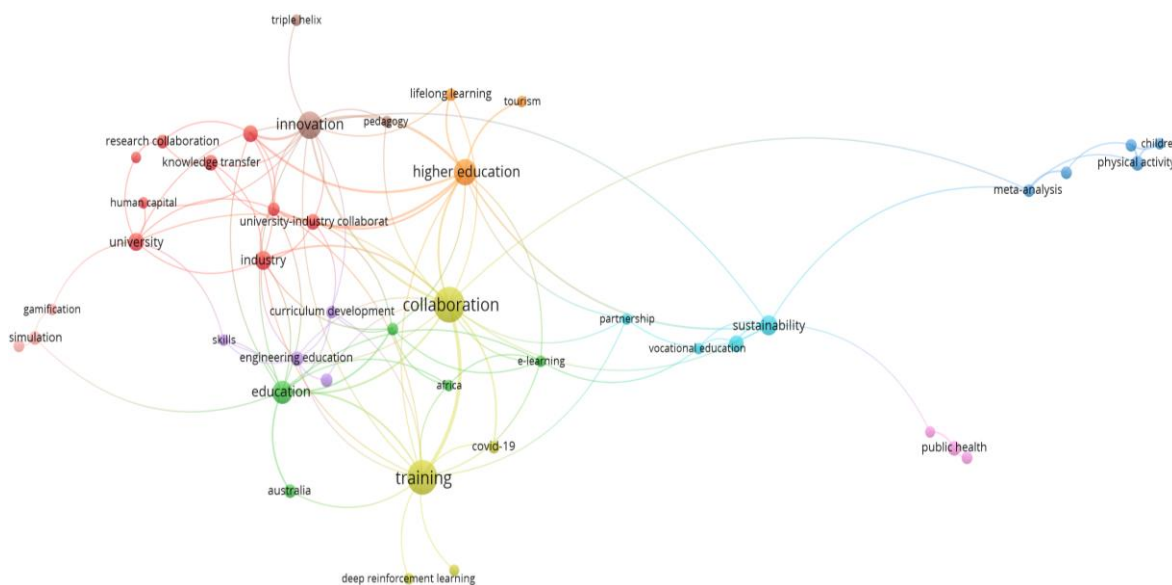 triple helix
lifelong learning
tourism
innovation
pedagogy
research collaboration
knowledge transfer
higher education
children
physical activity
meta-analysis
human capital
university-industry collaborat
university
industry
collaboration
gamification
simulation
curriculum development
skills
engineering education
partnership
sustainability
vocational education
e-learning
education
africa
covid-19
public health
training
australia
deep reinforcement learning